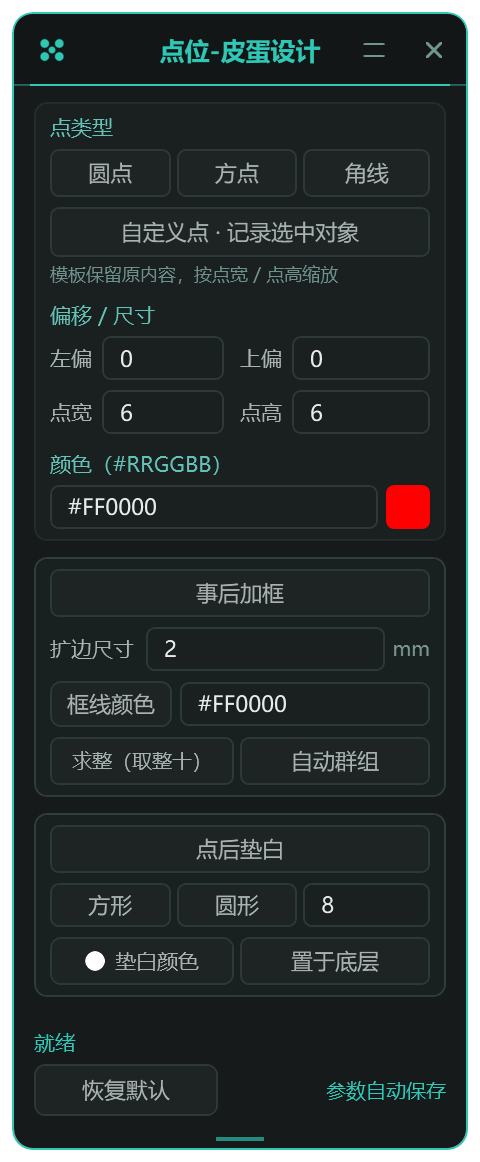 点位-皮蛋设计
点类型
圆点 方点 角线
自定义点 · 记录选中对象
模板保留原内容，按点宽 / 点高缩放
偏移 / 尺寸
左偏 0 上偏 0
点宽 6 点高 6
颜色（#RRGGBB）
#FF0000
事后加框
扩边尺寸 2 mm
框线颜色 #FF0000
求整（取整十） 自动群组
点后垫白
方形 圆形 8
垫白颜色 置于底层
就绪
恢复默认 参数自动保存